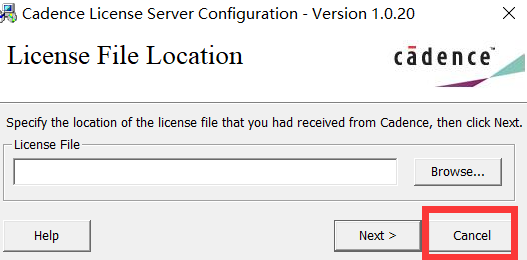 Cadence License Server Configuration - Version 1.0.20
License File Location
cādence
Specify the location of the license file that you had received from Cadence, then click Next.
License File
Browse...
Help
Next >
Cancel